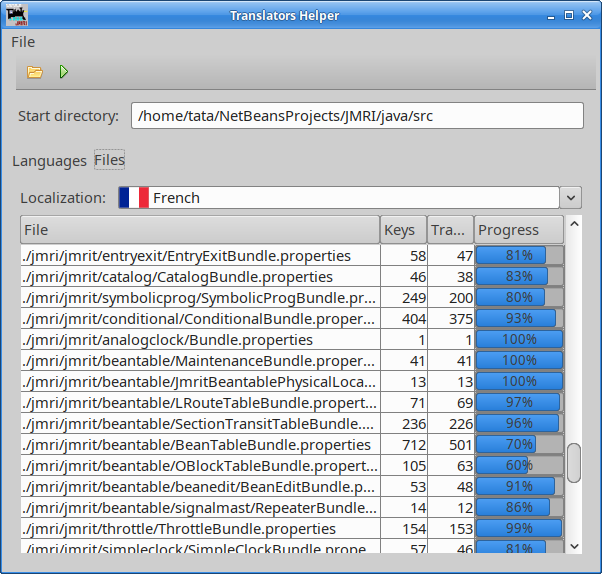 Translators Helper
File
Start directory: /home/tata/NetBeansProjects/JMRI/java/src
Languages Files
Localization: French
File Keys Tra... Progress
./jmri/jmrit/entryexit/EntryExitBundle.properties 58 47 81%
./jmri/jmrit/catalog/CatalogBundle.properties 46 38 83%
./jmri/jmrit/symbolicprog/SymbolicProgBundle.pr... 249 200 80%
./jmri/jmrit/conditional/ConditionalBundle.proper... 404 375 93%
./jmri/jmrit/analogclock/Bundle.properties 1 1 100%
./jmri/jmrit/beantable/MaintenanceBundle.proper... 41 41 100%
./jmri/jmrit/beantable/JmritBeantablePhysicalLoca... 13 13 100%
./jmri/jmrit/beantable/LRouteTableBundle.propert... 71 69 97%
./jmri/jmrit/beantable/SectionTransitTableBundle.... 236 226 96%
./jmri/jmrit/beantable/BeanTableBundle.properties 712 501 70%
./jmri/jmrit/beantable/OBlockTableBundle.propert... 105 63 60%
./jmri/jmrit/beantable/beanedit/BeanEditBundle.p... 53 48 91%
./jmri/jmrit/beantable/signalmast/RepeaterBundle... 14 12 86%
./jmri/jmrit/throttle/ThrottleBundle.properties 154 153 99%
./jmri/jmrit/simpleclock/SimpleClockBundle.prope... 57 46 81%